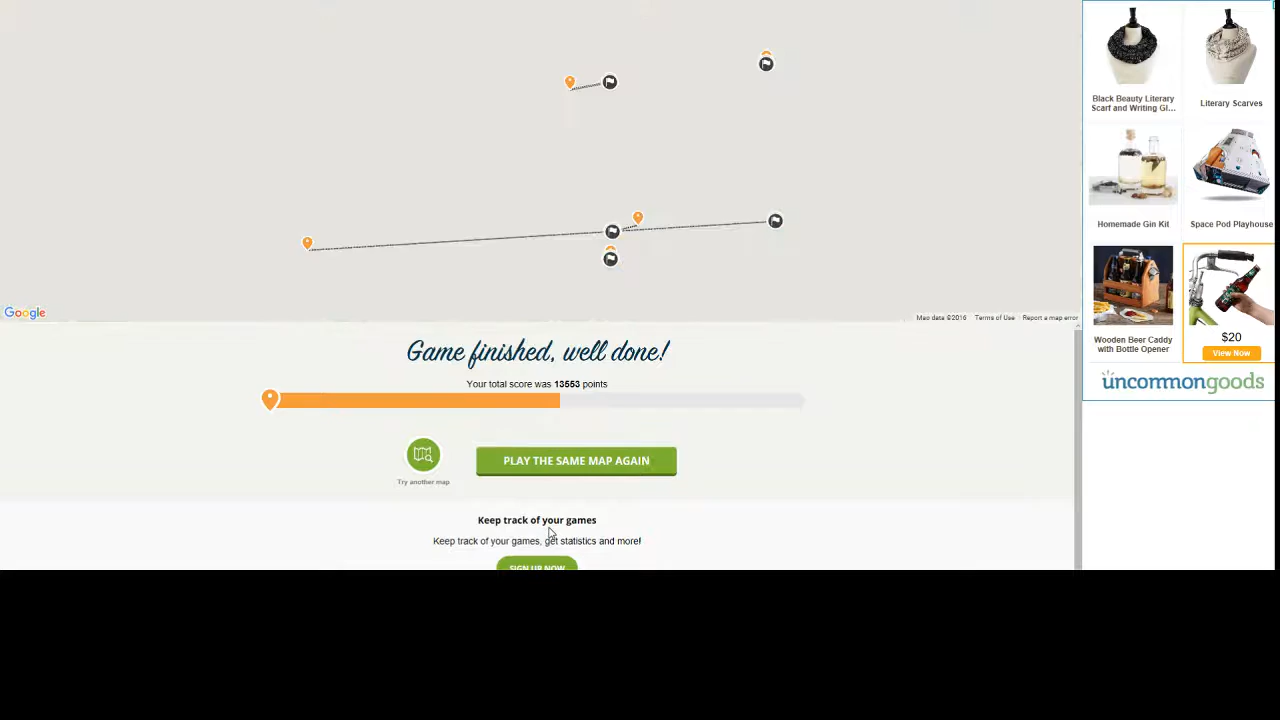 Black Beauty Literary
Scarf and Writing Gl...
Literary Scarves
Homemade Gin Kit
Space Pod Playhouse
Wooden Beer Caddy
with Bottle Opener
$20
View Now
uncommongoods
Google
Map data ©2016
Terms of Use
Report a map error
Game finished, well done!
Your total score was 13553 points
Try another map
PLAY THE SAME MAP AGAIN
Keep track of your games
Keep track of your games, get statistics and more!
SIGN UP NOW